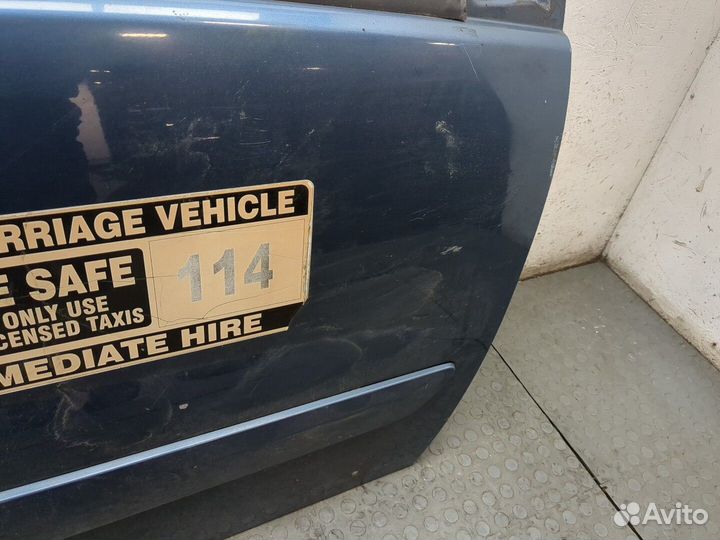 RRIAGE VEHICLE
E SAFE
ONLY USE
CENSED TAXIS
114
MEDIATE HIRE
Avito